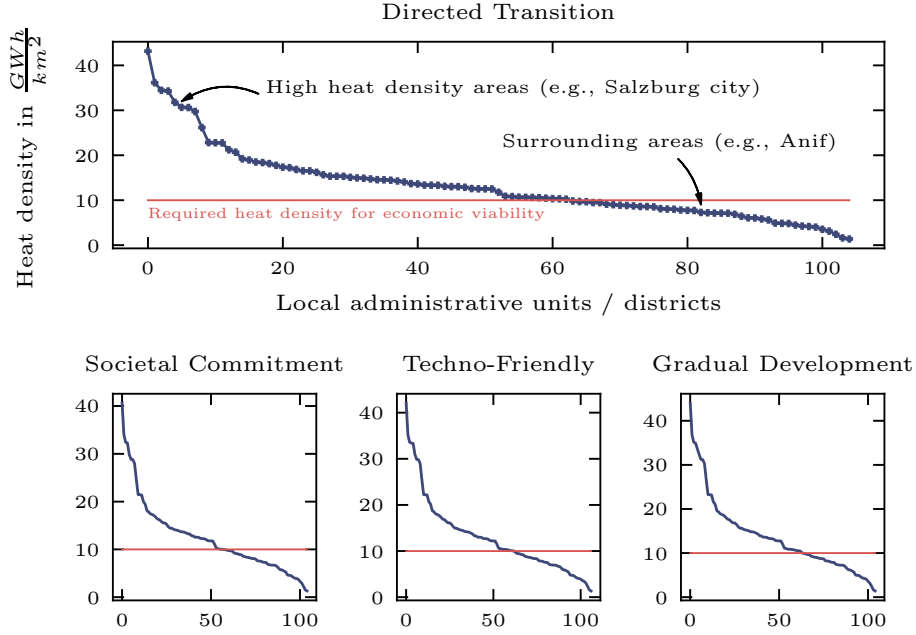 Directed Transition
Heat density in GWh/km²
40
30
20
10
0
High heat density areas (e.g., Salzburg city)
Surrounding areas (e.g., Anif)
Required heat density for economic viability
0 20 40 60 80 100
Local administrative units / districts
Societal Commitment
40
30
20
10
0
0 50 100
Techno-Friendly
40
30
20
10
0
0 50 100
Gradual Development
40
30
20
10
0
0 50 100